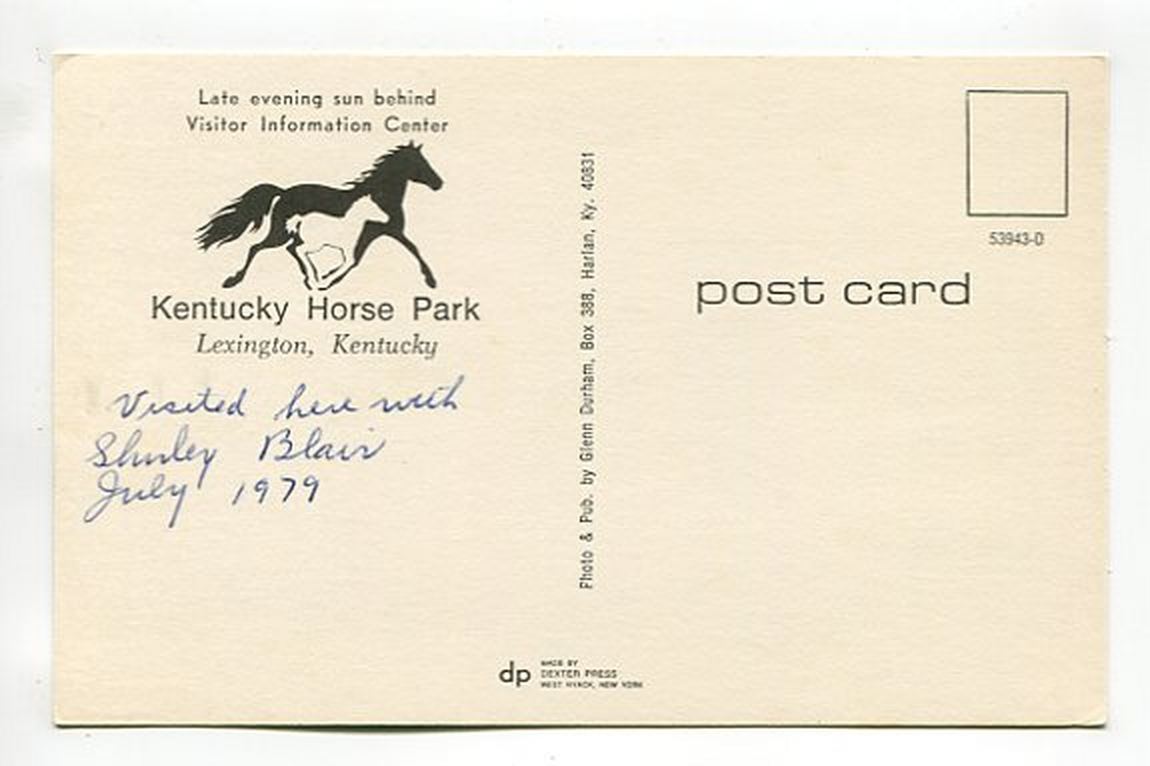 Late evening sun behind
Visitor Information Center
Kentucky Horse Park
Lexington, Kentucky
Visited here with
Shirley Blair
July 1979
Photo & Pub. by Glenn Durham, Box 388, Harlan, Ky. 40831
53943-D
post card
dp
MADE BY
DEXTER PRESS
WEST NYACK, NEW YORK